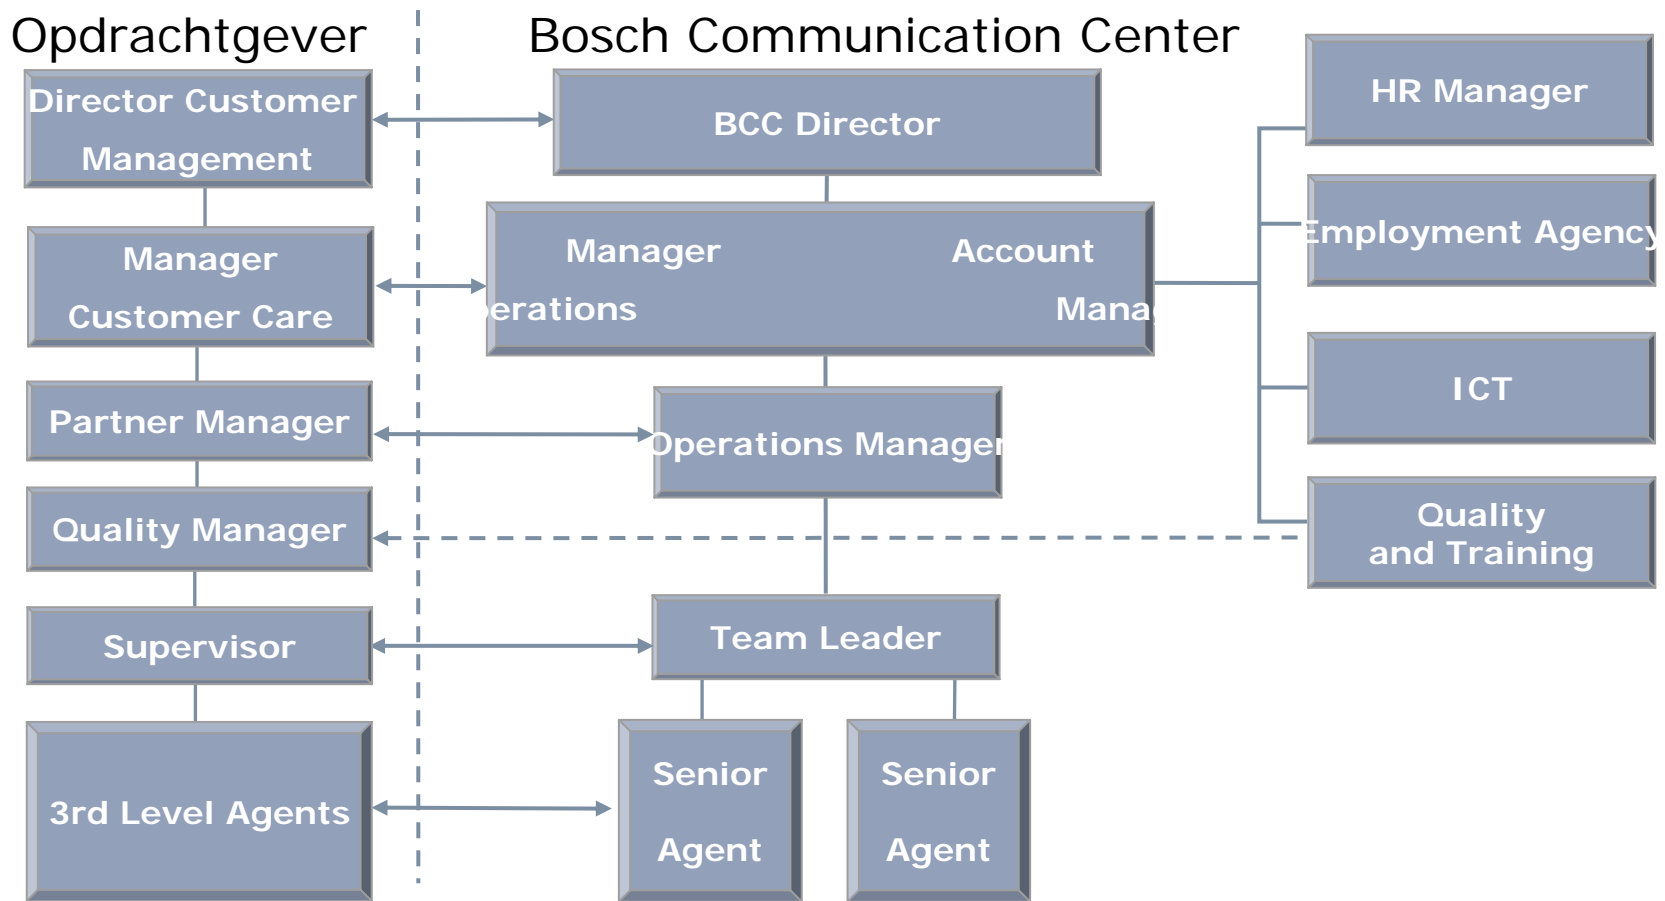 Opdrachtgever
Bosch Communication Center
Director Customer
Management
Manager
Customer Care
Partner Manager
Quality Manager
Supervisor
3rd Level Agents
BCC Director
Manager Account
erations Manag
Operations Manager
Team Leader
Senior
Agent
Senior
Agent
HR Manager
Employment Agency
ICT
Quality
and Training